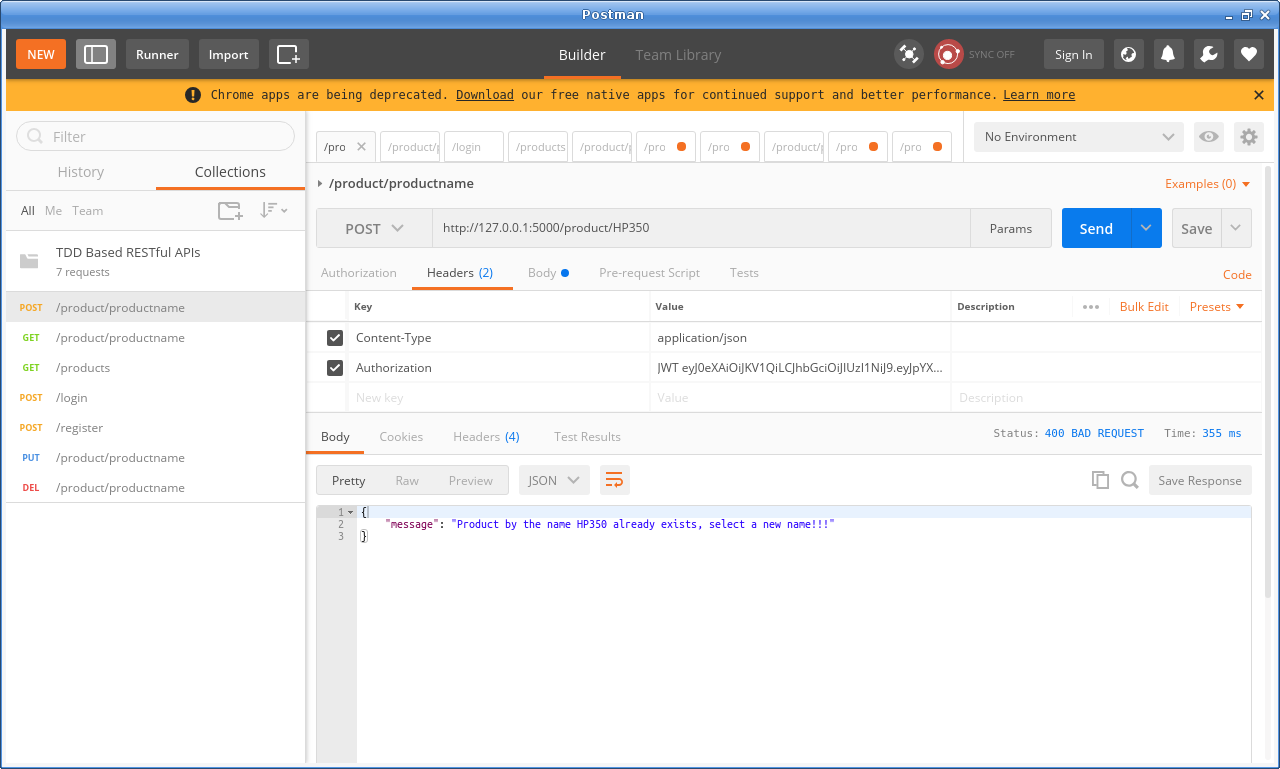 Postman
NEW Runner Import Builder Team Library SYNC OFF Sign In
! Chrome apps are being deprecated. Download our free native apps for continued support and better performance. Learn more
Filter
History Collections
All Me Team
TDD Based RESTful APIs
7 requests
POST /product/productname
GET /product/productname
GET /products
POST /login
POST /register
PUT /product/productname
DEL /product/productname
/pro /product/p /login /products /product/p /pro /pro /product/p /pro /pro
No Environment
/product/productname Examples (0)
POST http://127.0.0.1:5000/product/HP350 Params Send Save
Authorization Headers (2) Body Pre-request Script Tests Code
Key Value Description ••• Bulk Edit Presets
Content-Type application/json
Authorization JWT eyJ0eXAiOiJKV1QiLCJhbGciOiJIUzI1NiJ9.eyJpYX...
New key Value Description
Body Cookies Headers (4) Test Results Status: 400 BAD REQUEST Time: 355 ms
Pretty Raw Preview JSON Save Response
1 {
2 "message": "Product by the name HP350 already exists, select a new name!!!"
3 }